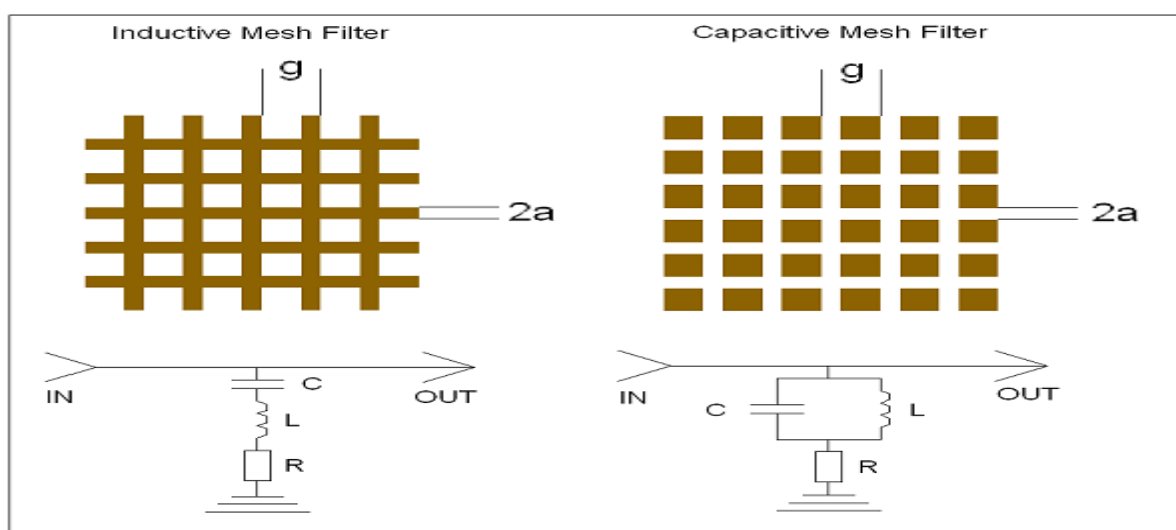 Inductive Mesh Filter
g
2a
IN
OUT
C
L
R
Capacitive Mesh Filter
g
2a
IN
OUT
C
L
R